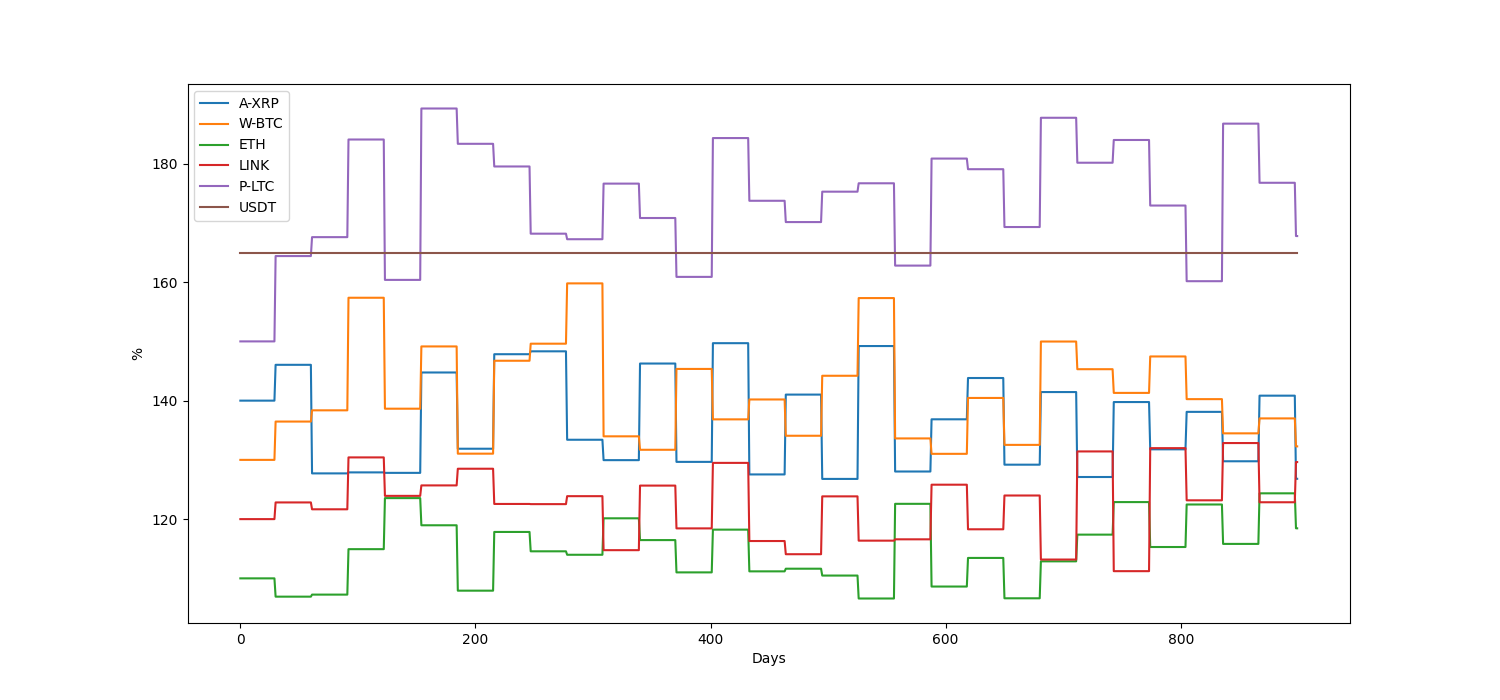 A-XRP
W-BTC
ETH
LINK
P-LTC
USDT
180
160
140
120
%
0 200 400 600 800
Days